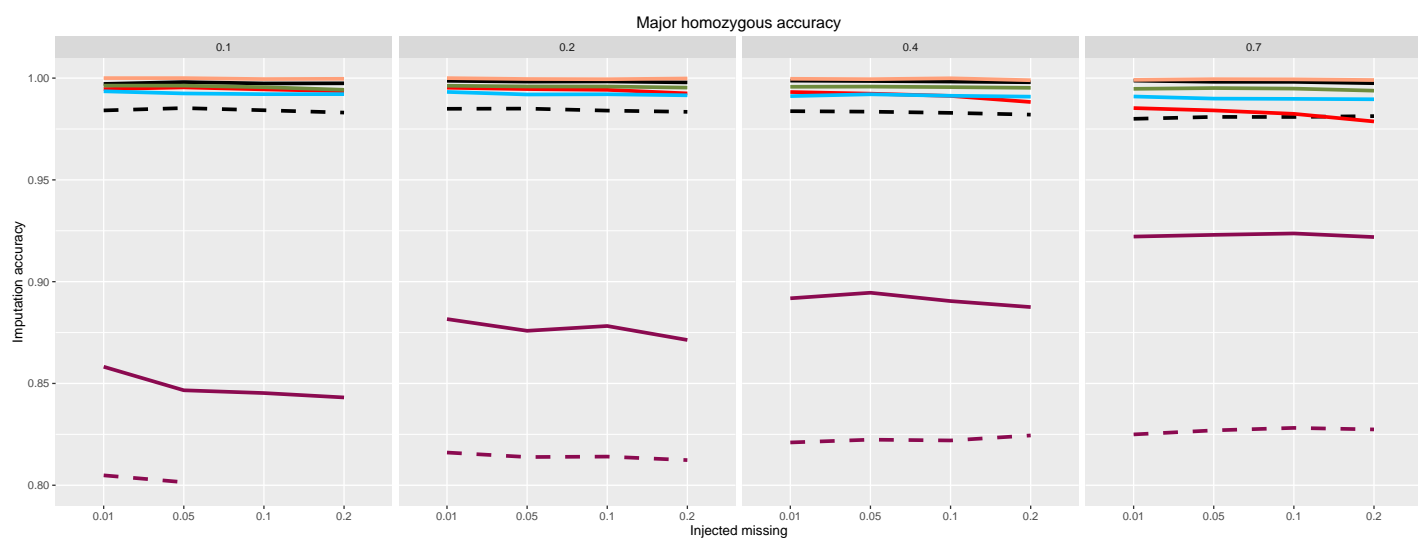 Major homozygous accuracy
0.1 0.2 0.4 0.7
1.00
0.95
0.90
0.85
0.80
Imputation accuracy
0.01 0.05 0.1 0.2 0.01 0.05 0.1 0.2 0.01 0.05 0.1 0.2 0.01 0.05 0.1 0.2
Injected missing